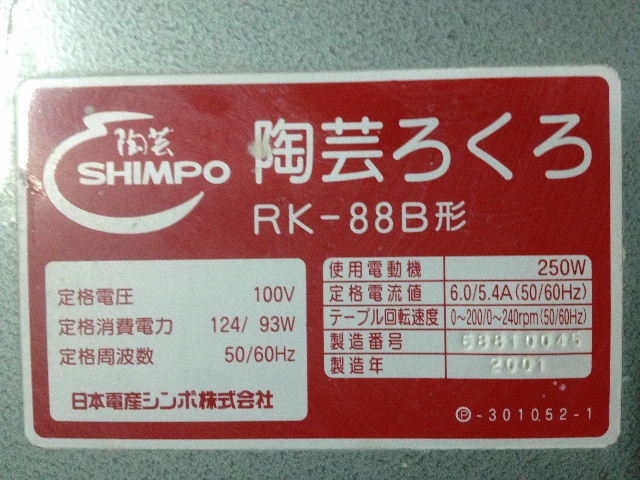 陶芸
SHIMPO
陶芸ろくろ
RK-88B形
定格電圧 100V
定格消費電力 124/ 93W
定格周波数 50/60Hz
日本電産シンポ株式会社
使用電動機 250W
定格電流値 6.0/5.4A(50/60Hz)
テーブル回転速度 0~200/0~240rpm(50/60Hz)
製造番号 68810045
製造年 2001
Ⓟ-301052-1